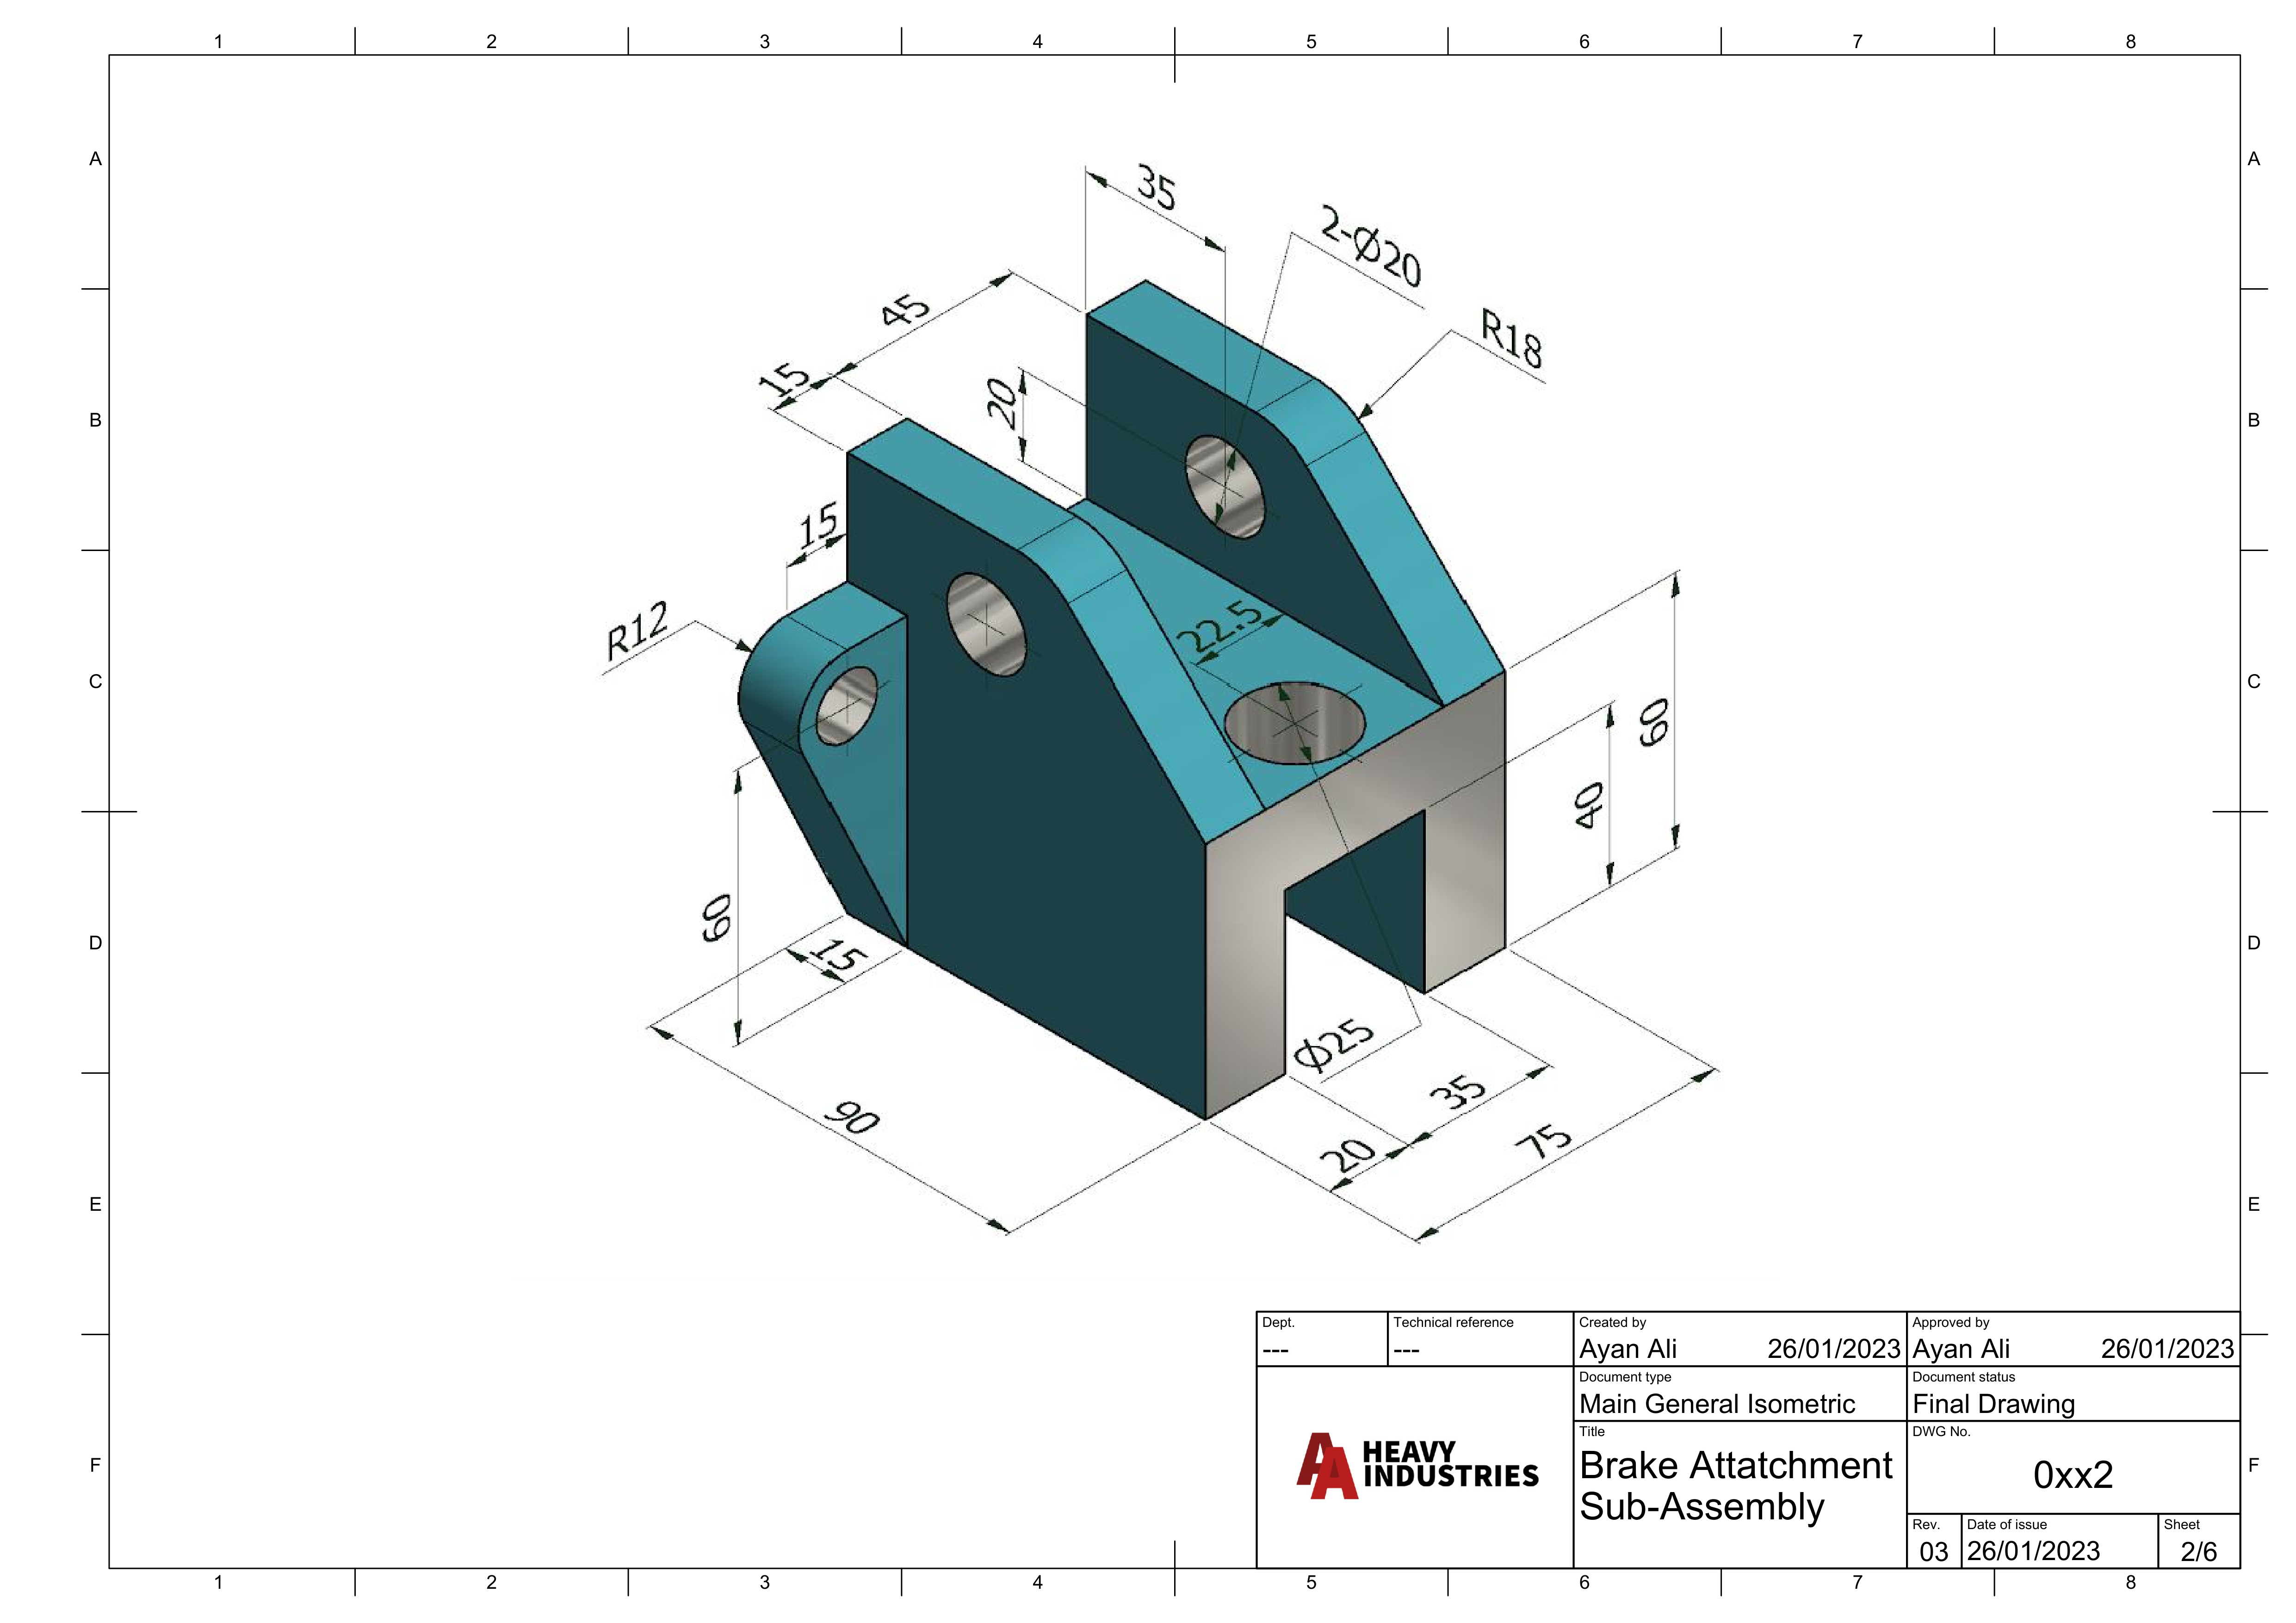 1 2 3 4 5 6 7 8
A A
35
2-Ø20
45
R18
15
20
B B
15
R12
22.5
C C
60
40
60
15
D D
Ø25
35
90
75
20
E E
Dept.
---
Technical reference
---
Created by
Ayan Ali 26/01/2023
Approved by
Ayan Ali 26/01/2023
Document type
Main General Isometric
Document status
Final Drawing
Title
Brake Attatchment
Sub-Assembly
DWG No.
0xx2
AA HEAVY
INDUSTRIES
F F
Rev.
03
Date of issue
26/01/2023
Sheet
2/6
1 2 3 4 5 6 7 8